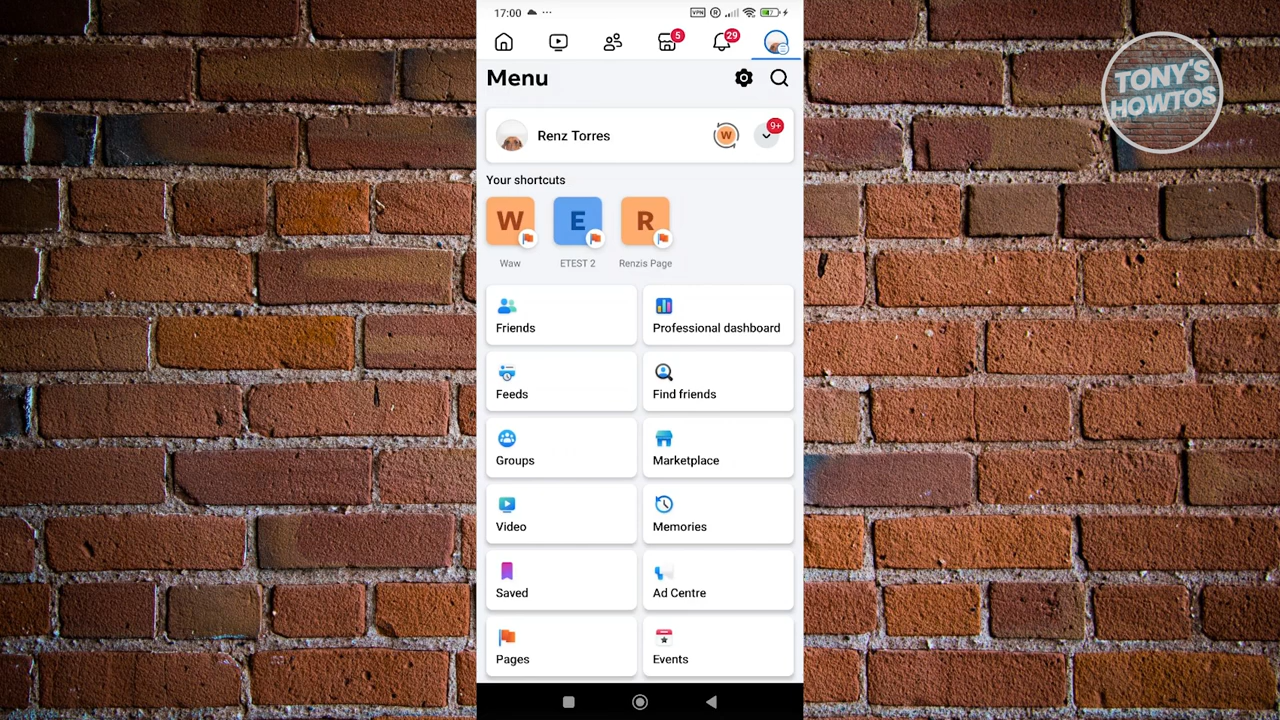 17:00
VPN
R
5
29
Menu
TONY'S
HOWTOS
Renz Torres
W
9+
Your shortcuts
W
E
R
Waw
ETEST 2
Renzis Page
Friends
Professional dashboard
Feeds
Find friends
Groups
Marketplace
Video
Memories
Saved
Ad Centre
Pages
Events